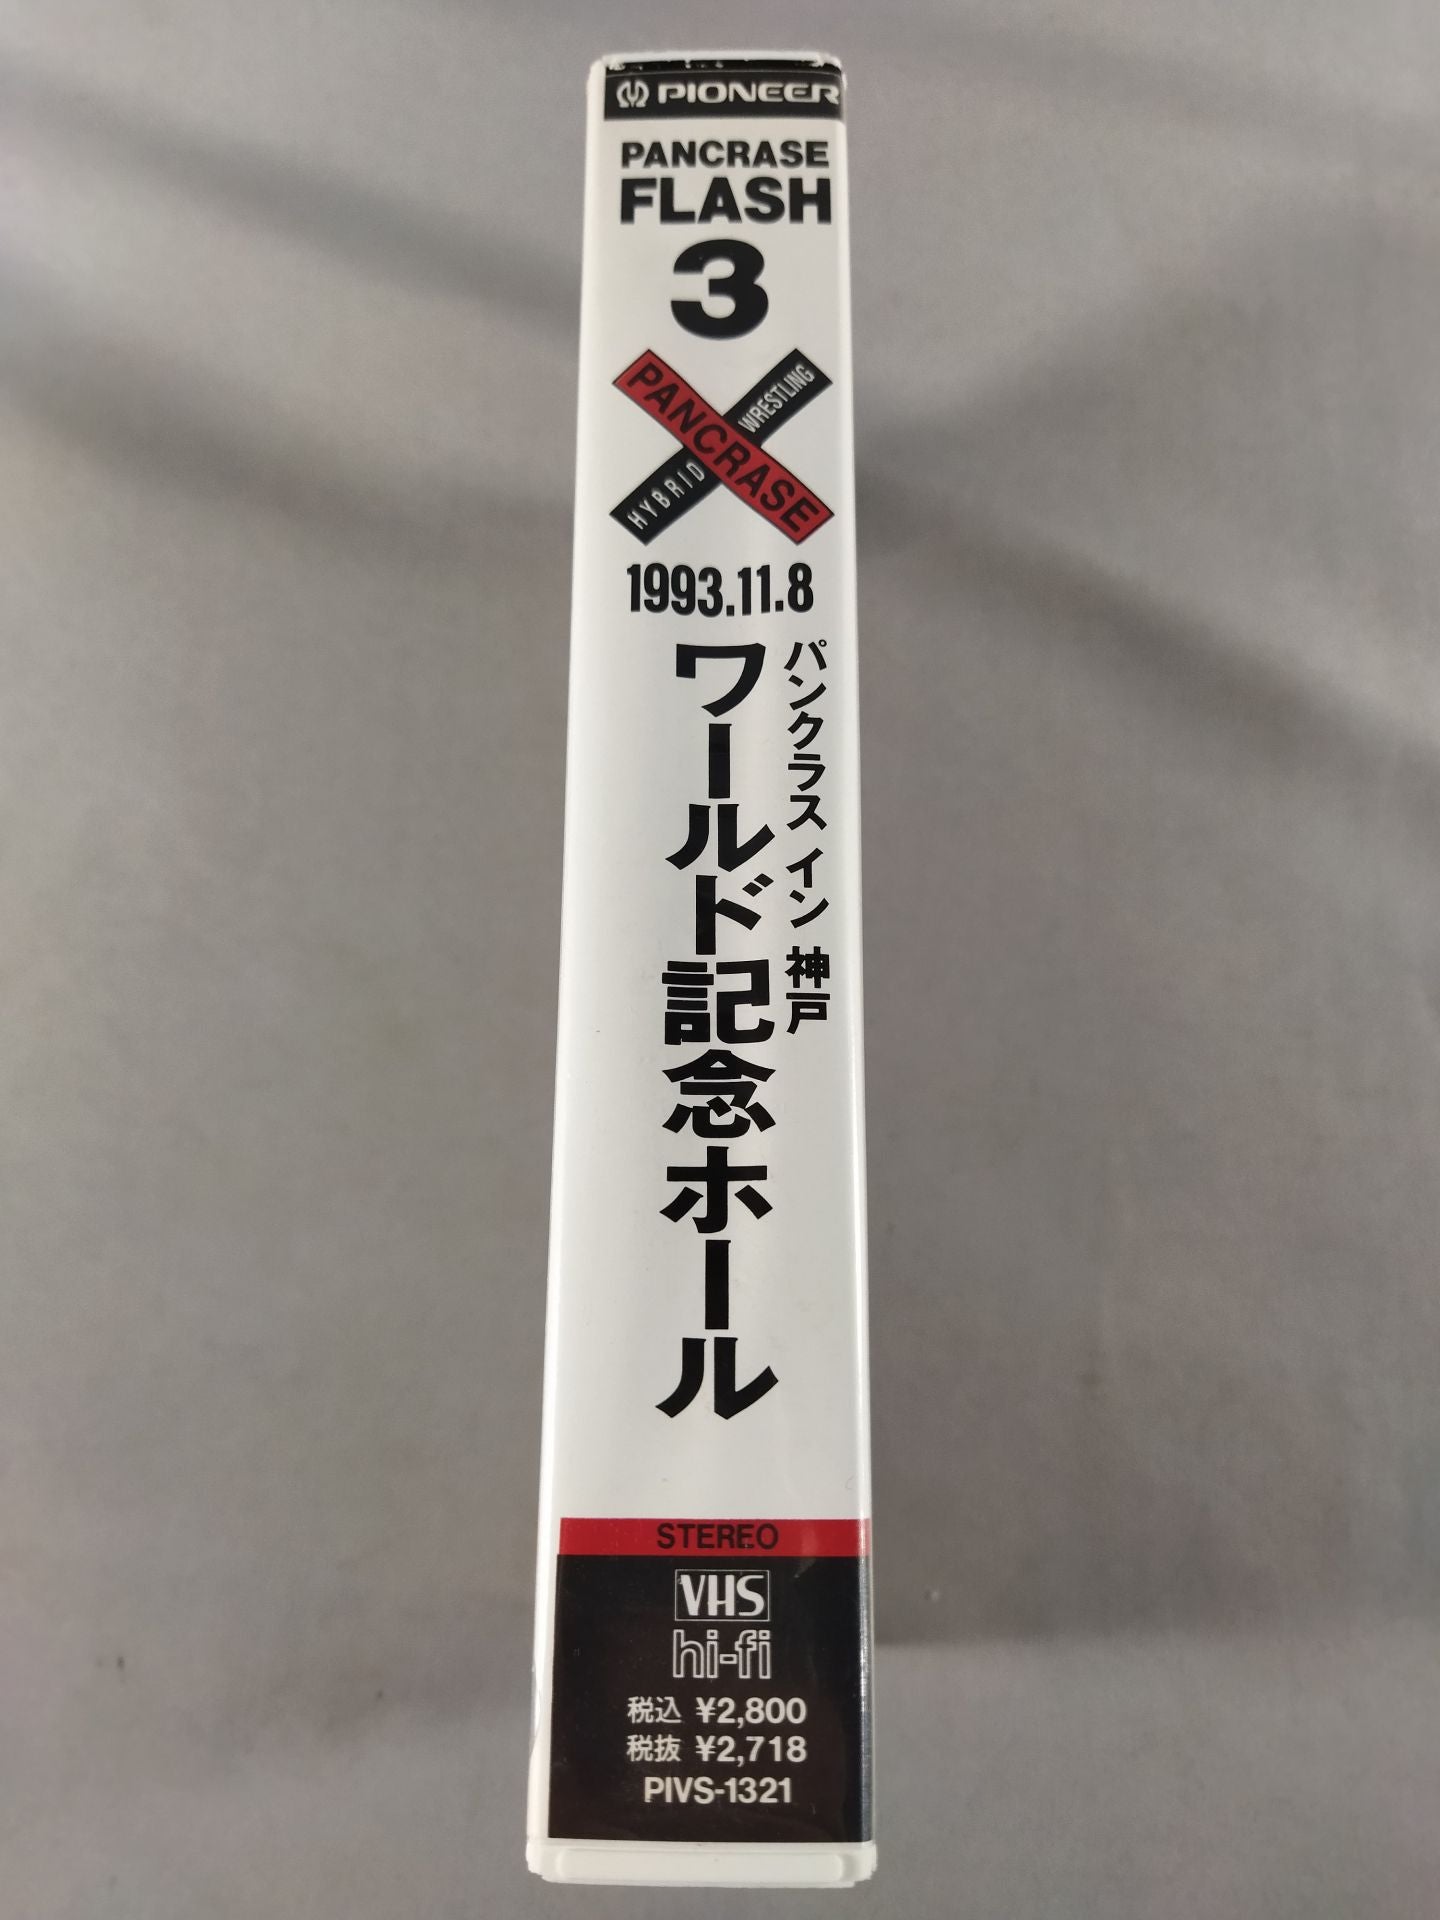 PIONEER
PANCRASE
FLASH
3
PANCRASE
HYBRID WRESTLING
1993.11.8
パンクラス イン 神戸
ワールド記念ホール
STEREO
VHS
hi-fi
税込 ¥2,800
税抜 ¥2,718
PIVS-1321